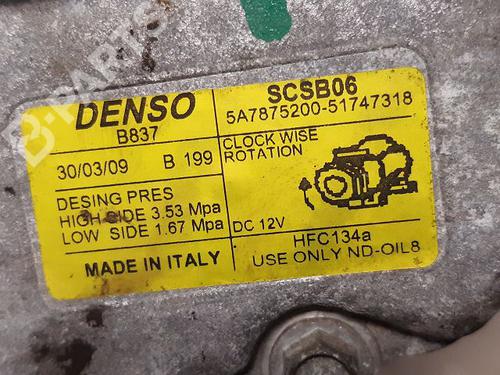 DENSO
B837
SCSB06
5A7875200-51747318
30/03/09 B 199
CLOCK WISE
ROTATION
DESING PRES
HIGH SIDE 3.53 Mpa
LOW SIDE 1.67 Mpa
DC 12V
MADE IN ITALY
HFC134a
USE ONLY ND-OIL8
B-PARTS